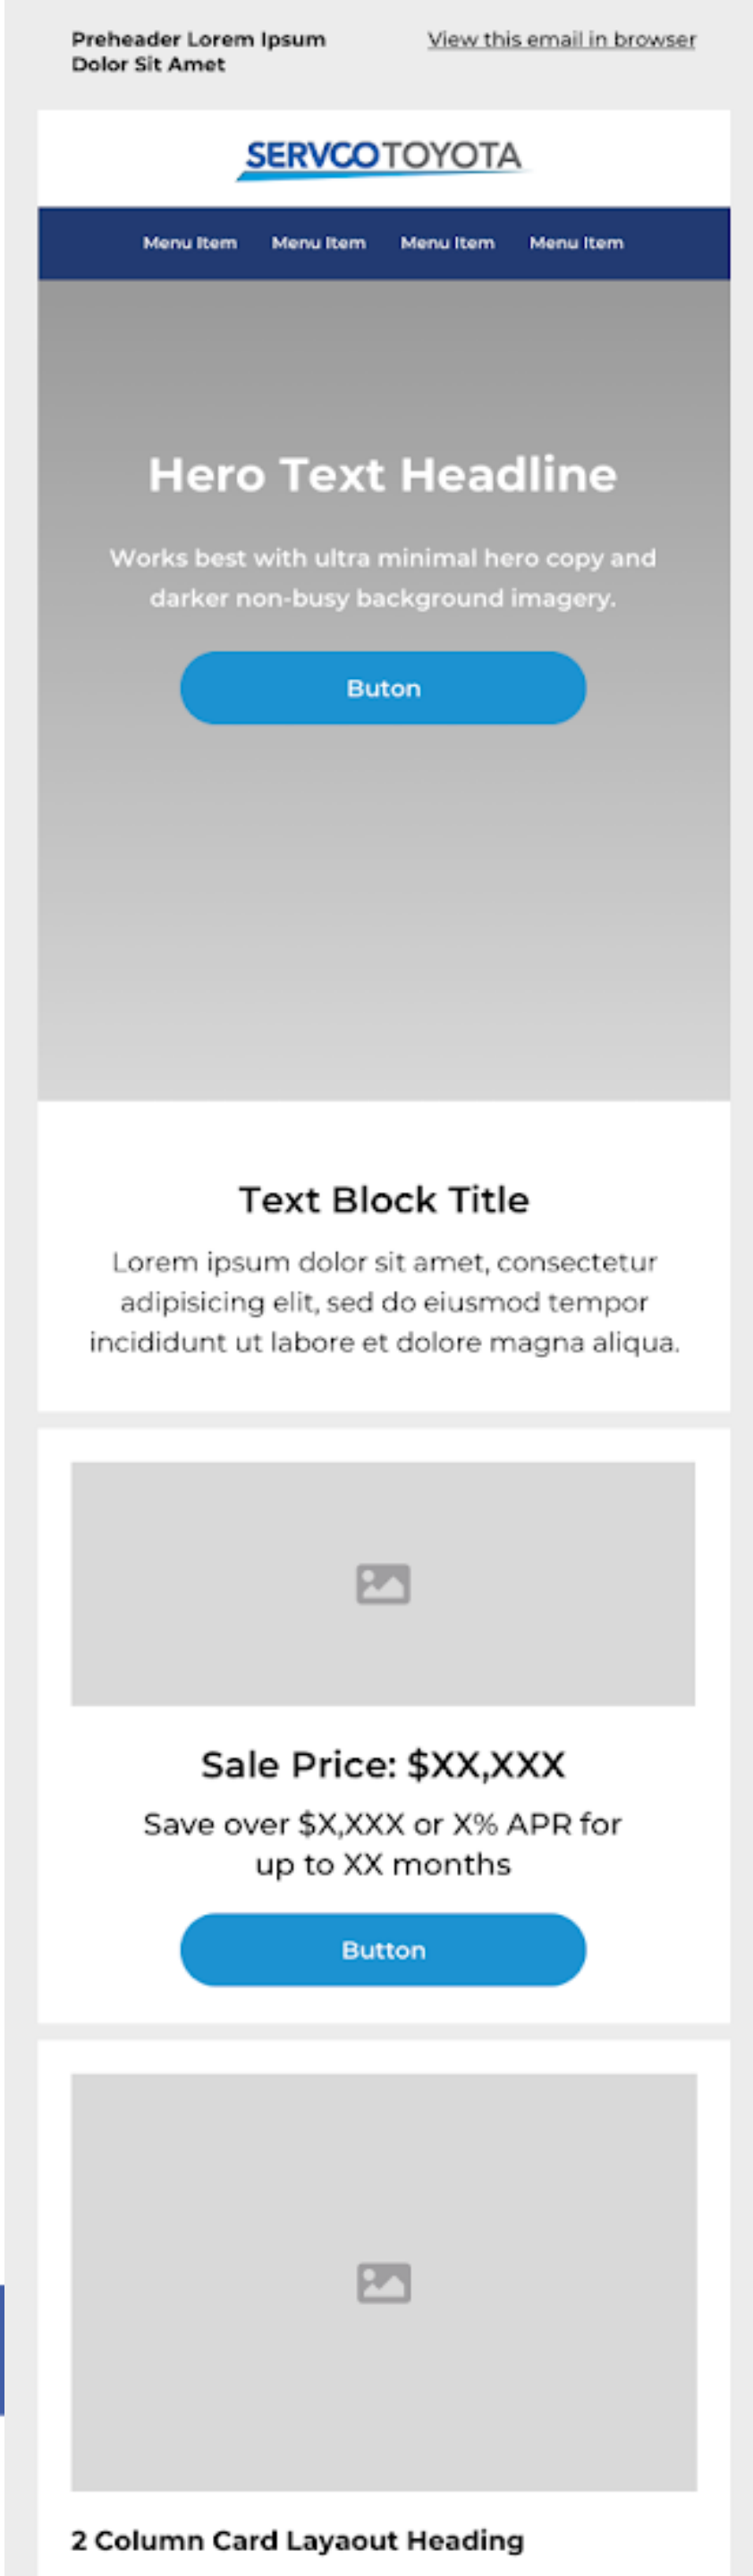 Preheader Lorem Ipsum
Dolor Sit Amet
View this email in browser
SERVCOTOYOTA
Menu Item Menu Item Menu Item Menu Item
Hero Text Headline
Works best with ultra minimal hero copy and
darker non-busy background imagery.
Buton
Text Block Title
Lorem ipsum dolor sit amet, consectetur
adipisicing elit, sed do eiusmod tempor
incididunt ut labore et dolore magna aliqua.
Sale Price: $XX,XXX
Save over $X,XXX or X% APR for
up to XX months
Button
2 Column Card Layaout Heading